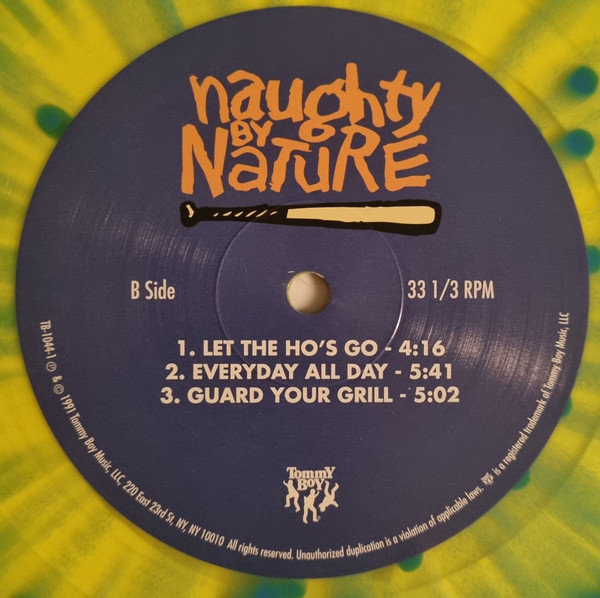 naughty
BY
NaTuRE
B Side
33 1/3 RPM
1. LET THE HO'S GO - 4:16
2. EVERYDAY ALL DAY - 5:41
3. GUARD YOUR GRILL - 5:02
TOMMY
BOY
TB-1044-1 ℗ & © 1991 Tommy Boy Music, LLC, 220 East 23rd St, NY, NY 10010 All rights reserved. Unauthorized duplication is a violation of applicable laws. is a registered trademark of Tommy Boy Music, LLC